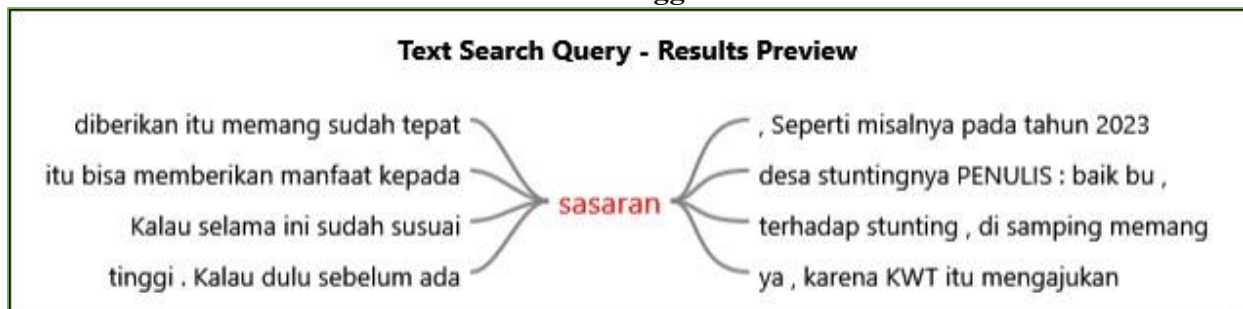 gg
Text Search Query - Results Preview
diberikan itu memang sudah tepat
itu bisa memberikan manfaat kepada
Kalau selama ini sudah susuai
tinggi . Kalau dulu sebelum ada
sasaran
, Seperti misalnya pada tahun 2023
desa stuntingnya PENULIS : baik bu ,
terhadap stunting , di samping memang
ya , karena KWT itu mengajukan